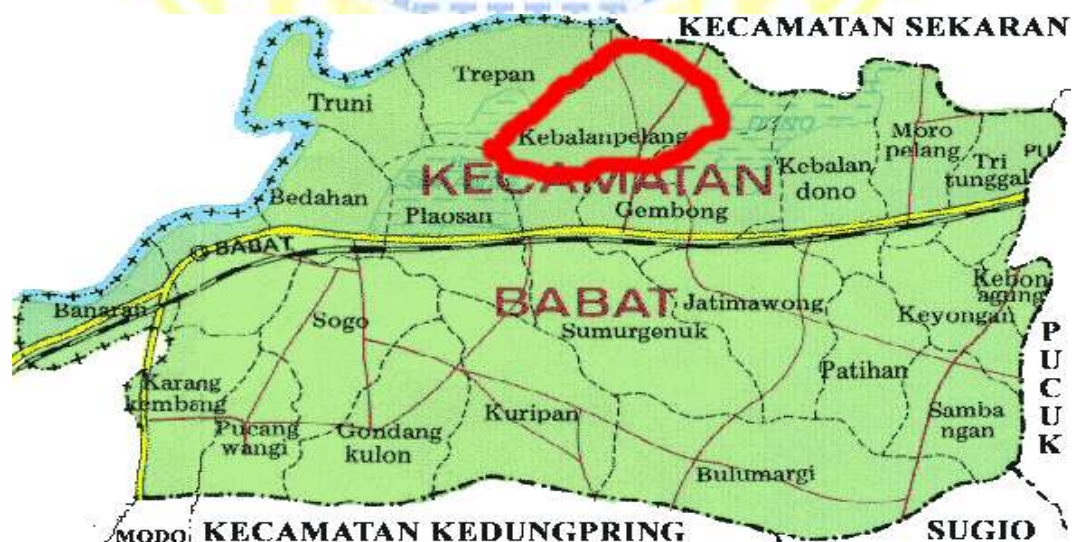 KECAMATAN SEKARAN
Trepan
Truni
Kebalanpelang
Moro
pelang
Tri
tunggal
PU
Kebalan
dono
KECAMATAN
Bedahan
Plaosan
Gembong
BABAT
Banaran
BABAT
Jatimawong
Kebon
agung
Keyongan
Sogo
Sumurgenuk
PUCUK
Patihan
Karang
kembang
Kuripan
Samba
ngan
Pucang
wangi
Gondang
kulon
Bulumargi
MODO
KECAMATAN KEDUNGPRING
SUGIO